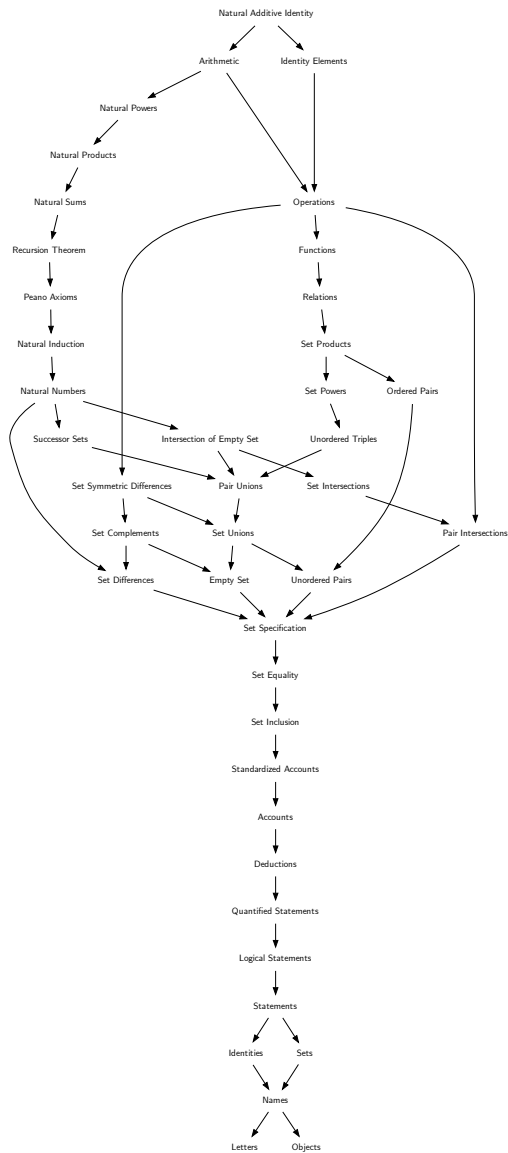 Natural Additive Identity
Arithmetic Identity Elements
Natural Powers
Natural Products
Natural Sums Operations
Recursion Theorem Functions
Peano Axioms Relations
Natural Induction Set Products
Natural Numbers Set Powers Ordered Pairs
Successor Sets Intersection of Empty Set Unordered Triples
Set Symmetric Differences Pair Unions Set Intersections
Set Complements Set Unions Pair Intersections
Set Differences Empty Set Unordered Pairs
Set Specification
Set Equality
Set Inclusion
Standardized Accounts
Accounts
Deductions
Quantified Statements
Logical Statements
Statements
Identities Sets
Names
Letters Objects